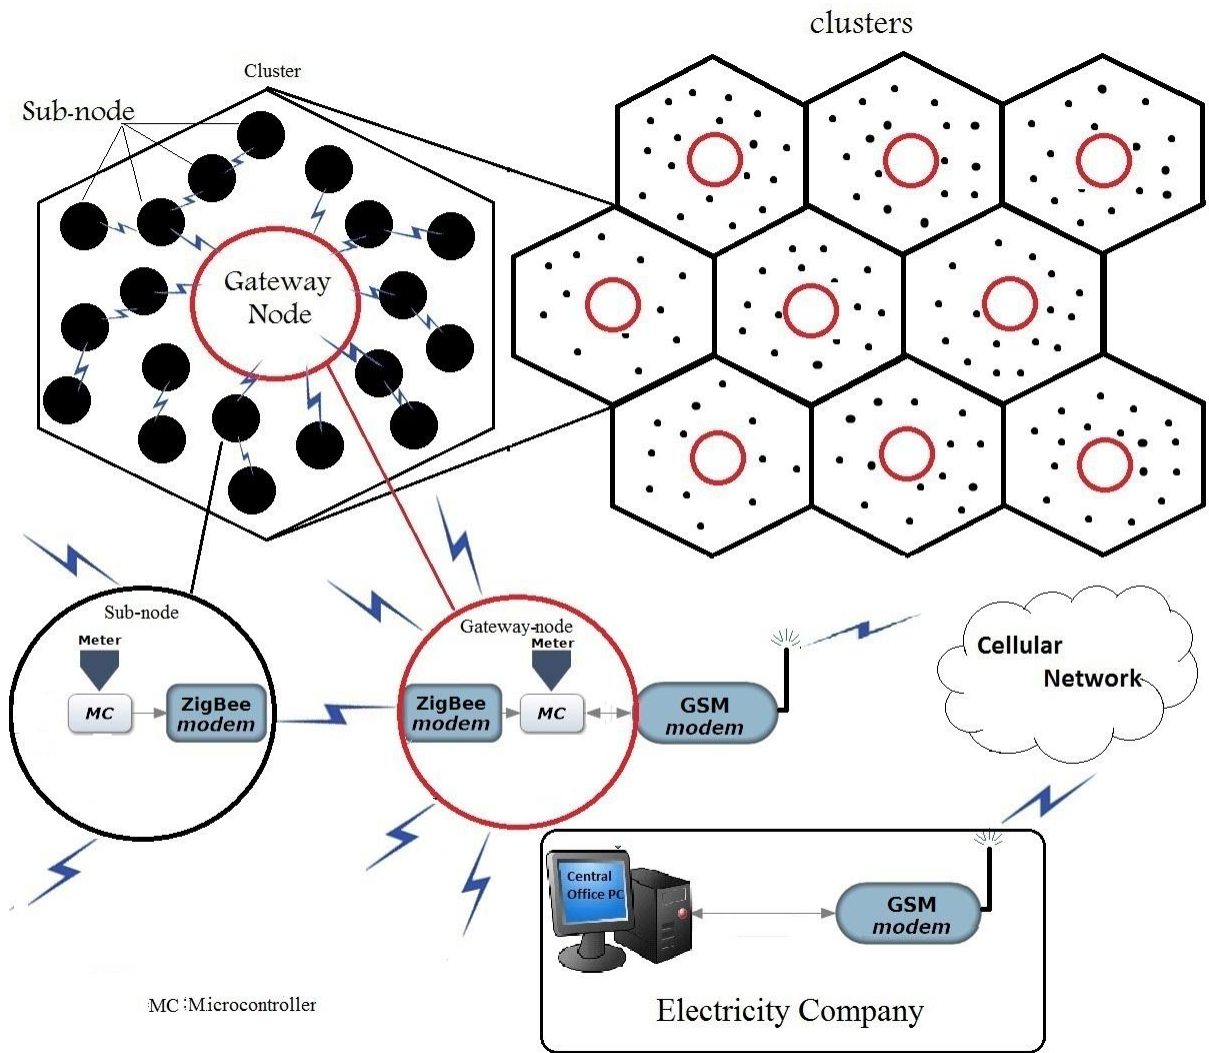 clusters
Cluster
Sub-node
Gateway
Node
Sub-node
Meter
MC
ZigBee
modem
Gateway-node
Meter
ZigBee
modem
MC
GSM
modem
Cellular
Network
Central
Office PC
GSM
modem
Electricity Company
MC :Microcontroller